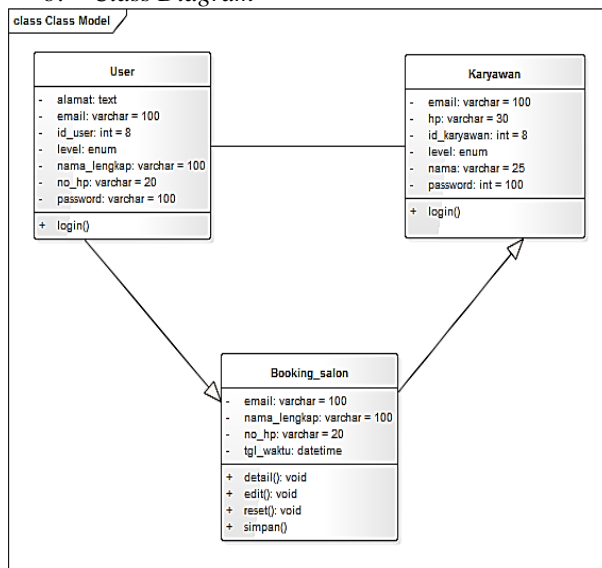 Class Diagram
class Class Model
User
- alamat: text
- email: varchar = 100
- id_user: int = 8
- level: enum
- nama_lengkap: varchar = 100
- no_hp: varchar = 20
- password: varchar = 100
+ login()
Karyawan
- email: varchar = 100
- hp: varchar = 30
- id_karyawan: int = 8
- level: enum
- nama: varchar = 25
- password: int = 100
+ login()
Booking_salon
- email: varchar = 100
- nama_lengkap: varchar = 100
- no_hp: varchar = 20
- tgl_waktu: datetime
+ detail(): void
+ edit(): void
+ reset(): void
+ simpan()